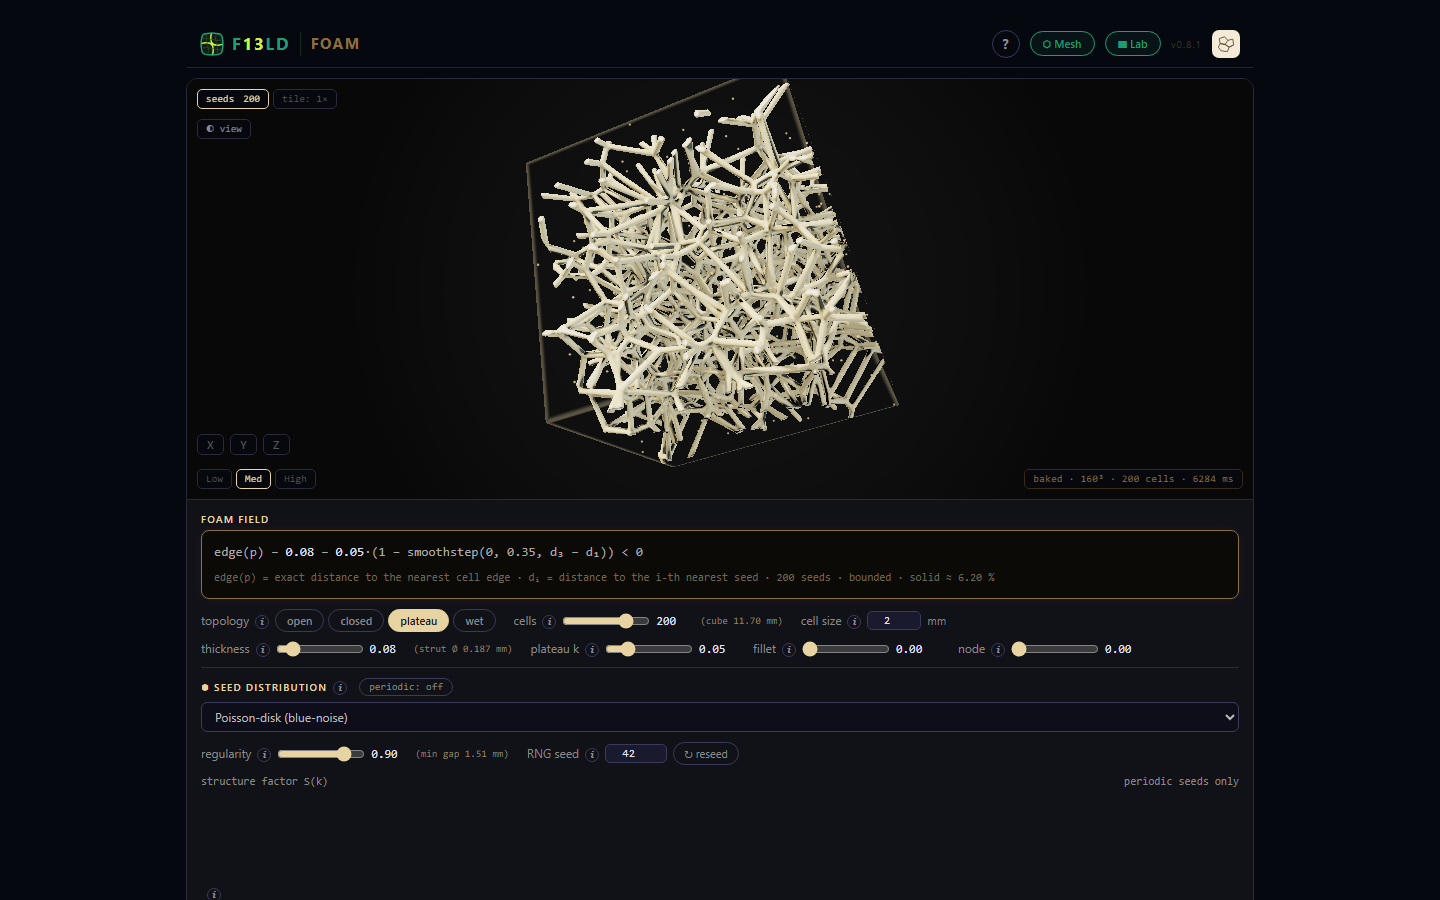 F13LD FOAM
? Mesh Lab v0.8.1
seeds 200 tile: 1×
view
X Y Z
Low Med High
baked · 160³ · 200 cells · 6284 ms
FOAM FIELD
edge(p) − 0.08 − 0.05·(1 − smoothstep(0, 0.35, d₃ − d₁)) < 0
edge(p) = exact distance to the nearest cell edge · dᵢ = distance to the i-th nearest seed · 200 seeds · bounded · solid ≈ 6.20 %
topology i open closed plateau wet cells i 200 (cube 11.70 mm) cell size i 2 mm
thickness i 0.08 (strut Ø 0.187 mm) plateau k i 0.05 fillet i 0.00 node i 0.00
SEED DISTRIBUTION i periodic: off
Poisson-disk (blue-noise)
regularity i 0.90 (min gap 1.51 mm) RNG seed i 42 ↻ reseed
structure factor S(k) periodic seeds only
i